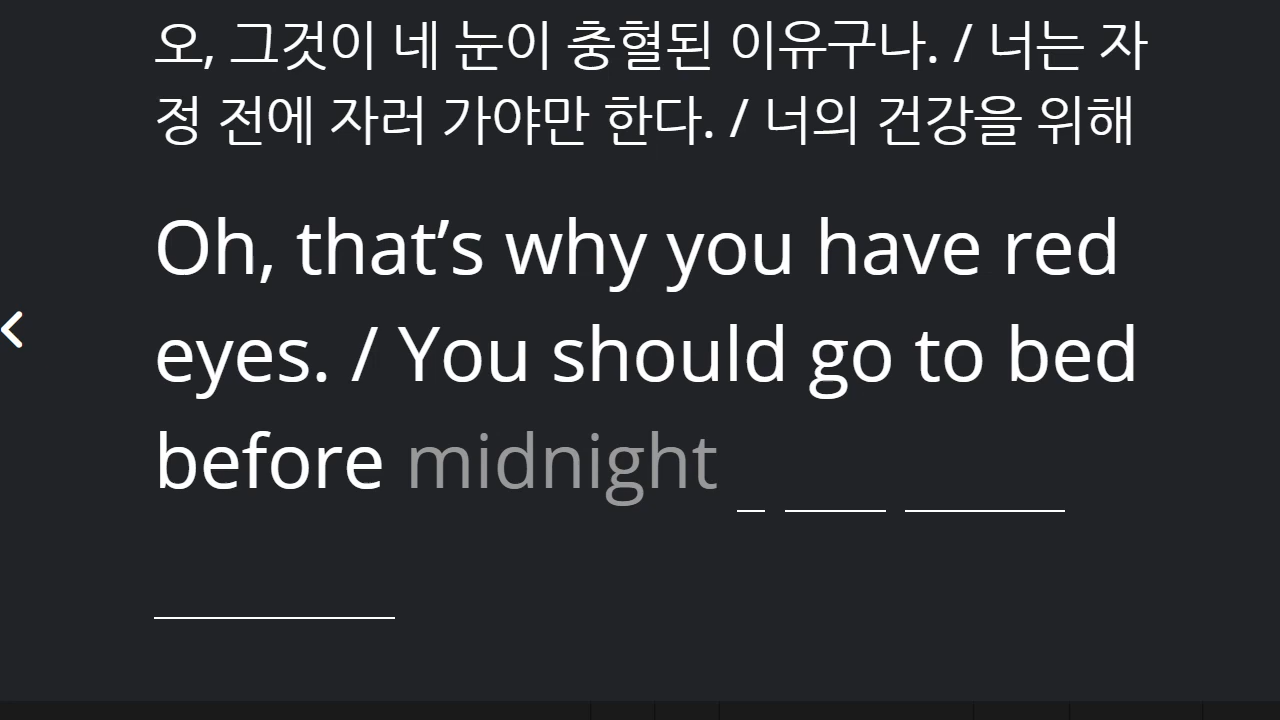 오, 그것이 네 눈이 충혈된 이유구나. / 너는 자
정 전에 자러 가야만 한다. / 너의 건강을 위해
Oh, that’s why you have red
eyes. / You should go to bed
before midnight